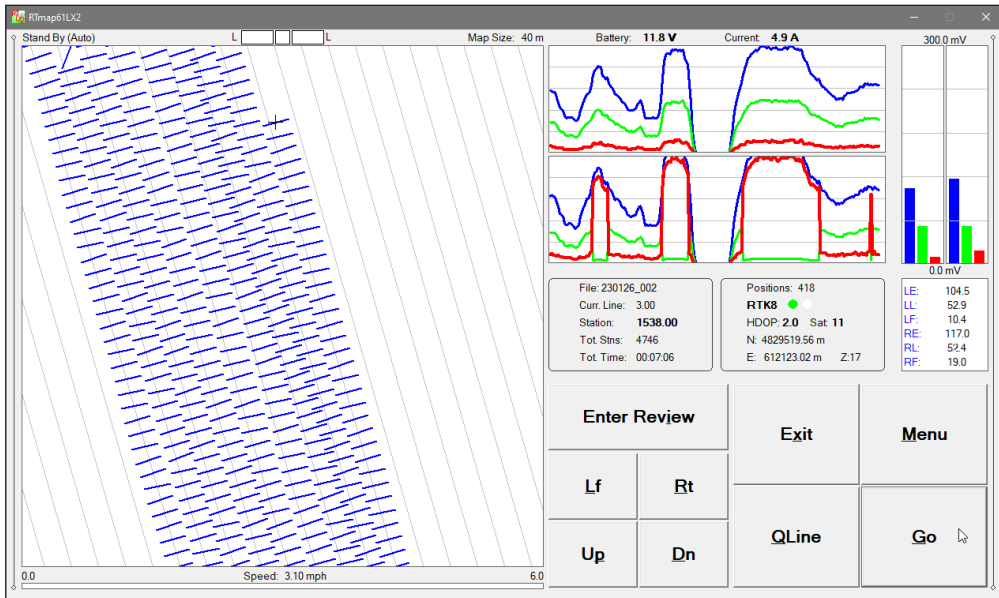 RTmap61LX2
Stand By (Auto)
L
L
Map Size: 40 m
Battery: 11.8 V
Current: 4.9 A
300.0 mV
0.0 mV
File: 230126_002
Curr. Line: 3.00
Station: 1538.00
Tot. Stns: 4746
Tot. Time: 00:07:06
Positions: 418
RTK8
HDOP: 2.0 Sat: 11
N: 4829519.56 m
E: 612123.02 m Z:17
LE: 104.5
LL: 52.9
LF: 10.4
RE: 117.0
RL: 52.4
RF: 19.0
Enter Review
Exit
Menu
Lf
Rt
Up
Dn
QLine
Go
0.0
Speed: 3.10 mph
6.0